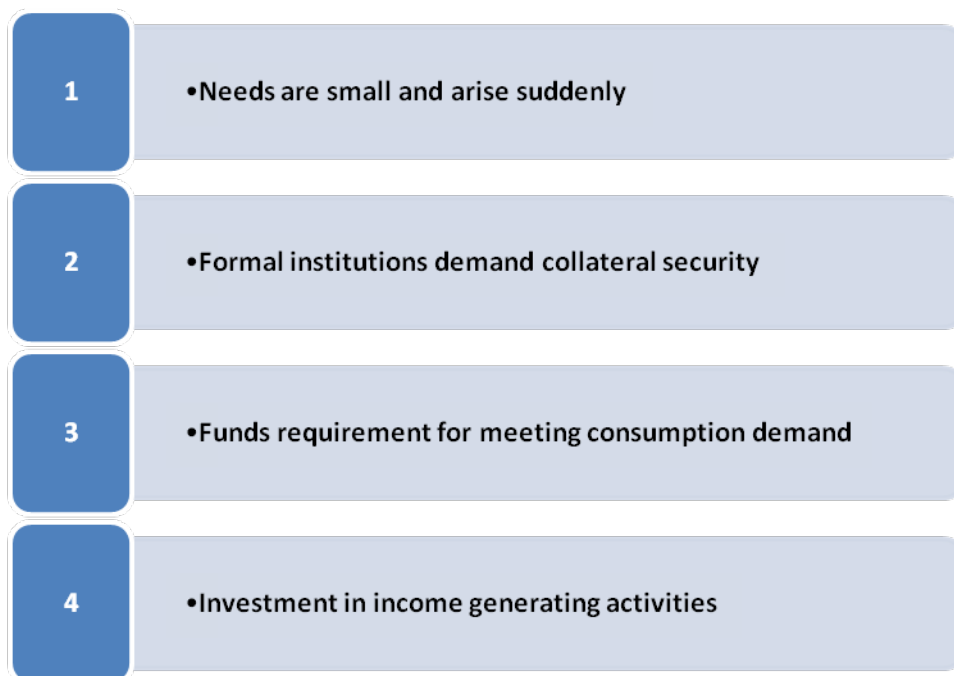 1
•Needs are small and arise suddenly
2
•Formal institutions demand collateral security
3
•Funds requirement for meeting consumption demand
4
•Investment in income generating activities